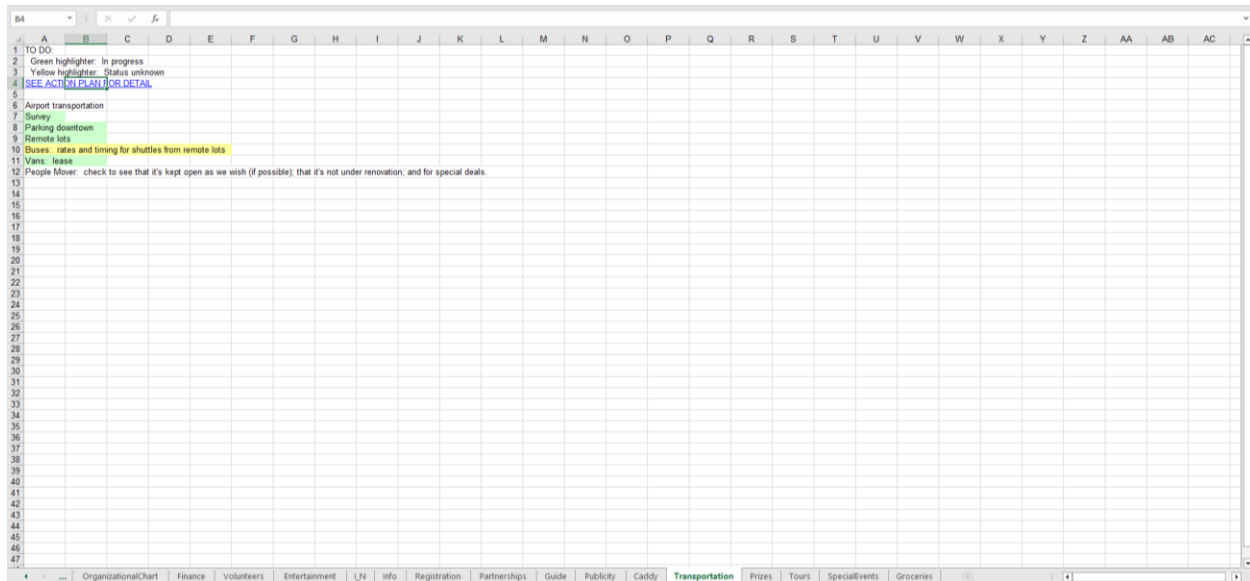 B4
fx
A B C D E F G H I J K L M N O P Q R S T U V W X Y Z AA AB AC
1 TO DO:
2 Green highlighter: In progress
3 Yellow highlighter: Status unknown
4 SEE ACTION PLAN FOR DETAIL
5
6 Airport transportation
7 Survey
8 Parking downtown
9 Remote lots
10 Buses: rates and timing for shuttles from remote lots
11 Vans: lease
12 People Mover: check to see that it's kept open as we wish (if possible); that it's not under renovation; and for special deals.
13
14
15
16
17
18
19
20
21
22
23
24
25
26
27
28
29
30
31
32
33
34
35
36
37
38
39
40
41
42
43
44
45
46
47
... OrganizationalChart Finance Volunteers Entertainment I_N Info Registration Partnerships Guide Publicity Caddy Transportation Prizes Tours SpecialEvents Groceries